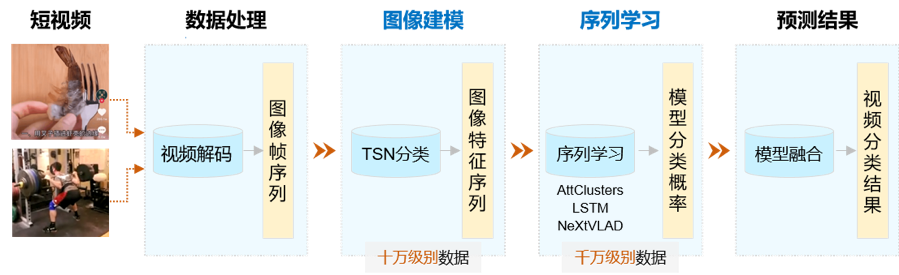 短视频
数据处理
图像建模
序列学习
预测结果
视频解码
图像帧序列
TSN分类
图像特征序列
序列学习
AttClusters
LSTM
NeXtVLAD
模型分类概率
模型融合
视频分类结果
十万级别数据
千万级别数据